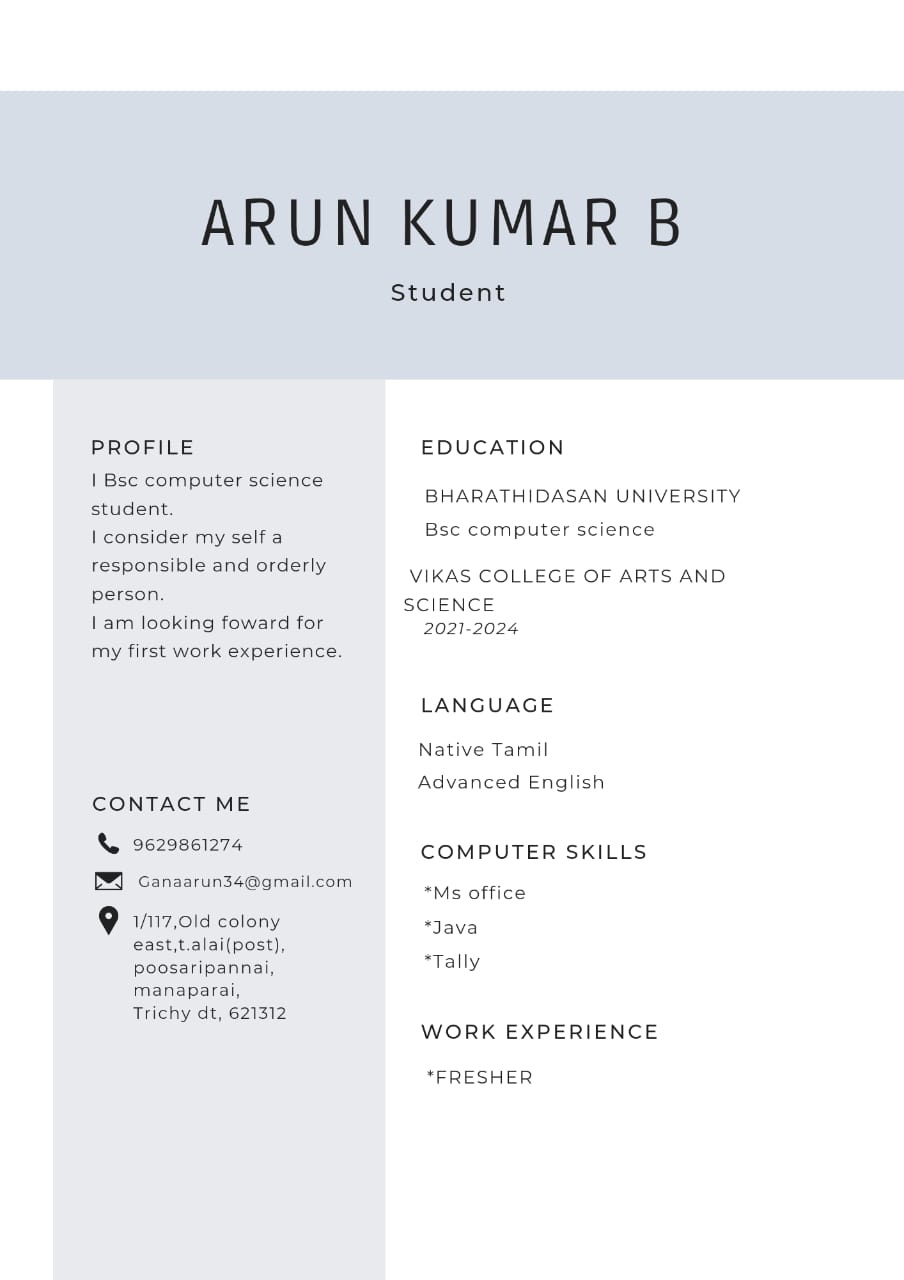 ARUN KUMAR B
Student
PROFILE
I Bsc computer science
student.
I consider my self a
responsible and orderly
person.
I am looking foward for
my first work experience.
CONTACT ME
9629861274
Ganaarun34@gmail.com
1/117,Old colony
east,t.alai(post),
poosaripannai,
manaparai,
Trichy dt, 621312
EDUCATION
BHARATHIDASAN UNIVERSITY
Bsc computer science
VIKAS COLLEGE OF ARTS AND
SCIENCE
2021-2024
LANGUAGE
Native Tamil
Advanced English
COMPUTER SKILLS
*Ms office
*Java
*Tally
WORK EXPERIENCE
*FRESHER